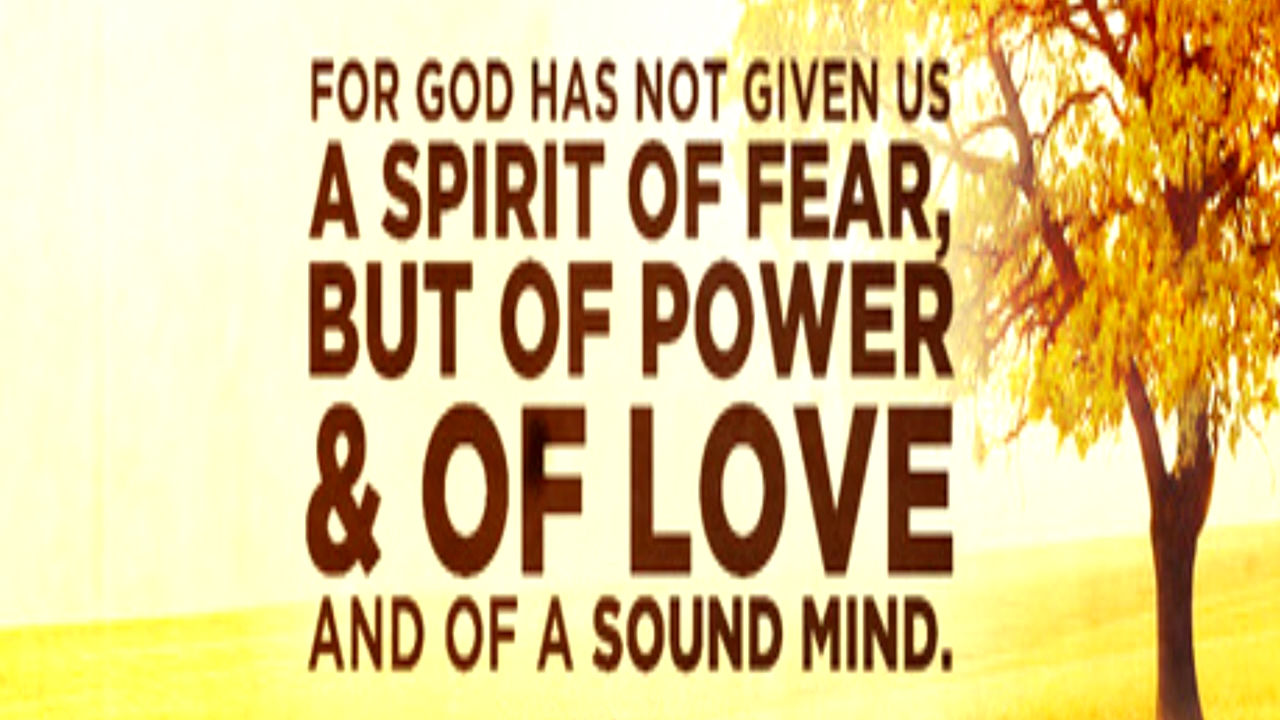 FOR GOD HAS NOT GIVEN US
A SPIRIT OF FEAR,
BUT OF POWER
& OF LOVE
AND OF A SOUND MIND.